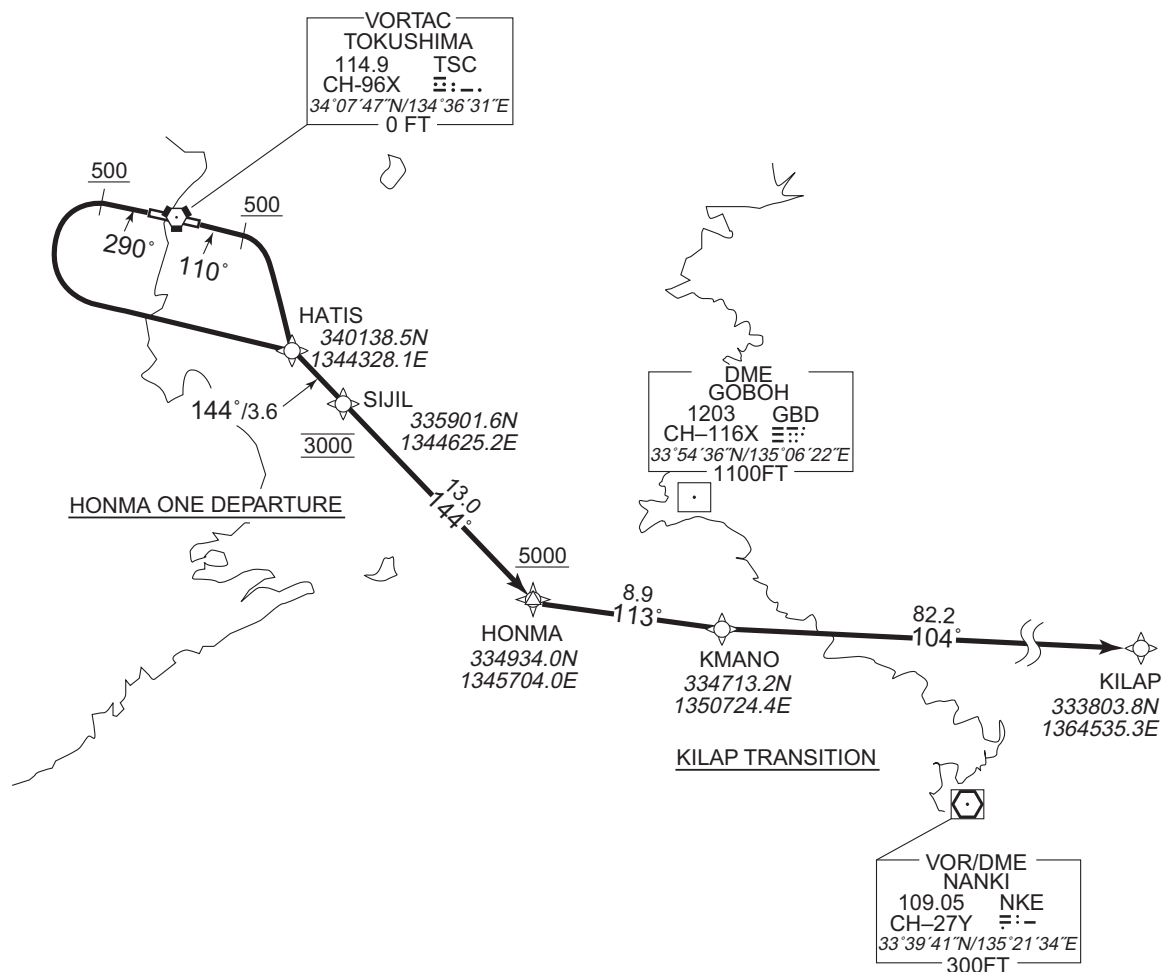 VORTAC
TOKUSHIMA
114.9 TSC
CH-96X
34°07′47″N/134°36′31″E
0 FT
500
500
290°
110°
HATIS
340138.5N
1344328.1E
144°/3.6
SIJIL
335901.6N
1344625.2E
3000
DME
GOBOH
1203 GBD
CH–116X
33°54′36″N/135°06′22″E
1100FT
HONMA ONE DEPARTURE
13.0
144°
5000
HONMA
334934.0N
1345704.0E
8.9
113°
KMANO
334713.2N
1350724.4E
82.2
104°
KILAP
333803.8N
1364535.3E
KILAP TRANSITION
VOR/DME
NANKI
109.05 NKE
CH–27Y
33°39′41″N/135°21′34″E
300FT